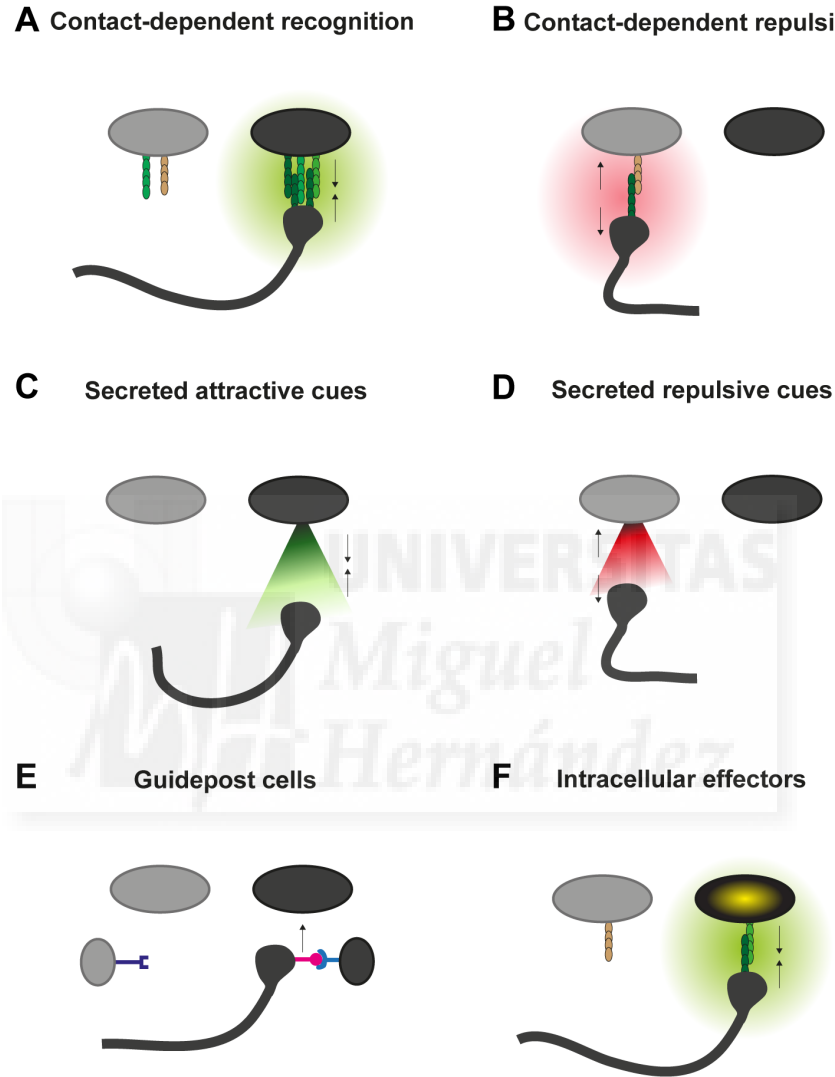 A Contact-dependent recognition
B Contact-dependent repulsi
C Secreted attractive cues
D Secreted repulsive cues
UNIVERSITAS
Miguel
Hernández
E Guidepost cells
F Intracellular effectors